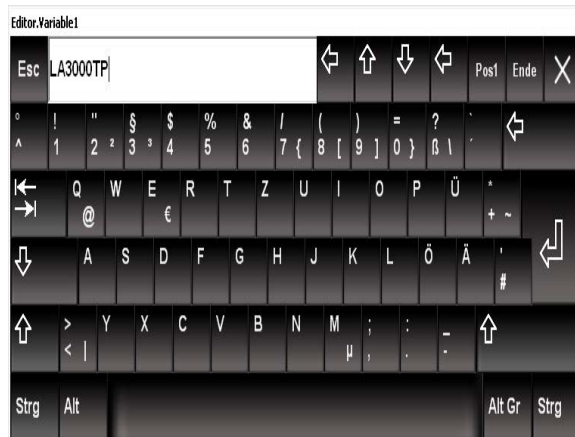 Editor.Variable1
Esc LA3000TP Pos1 Ende X
° ! " § $ % & / ( ) = ? `
^ 1 2 ² 3 ³ 4 5 6 7 { 8 [ 9 ] 0 } ß \ ´
Q W E R T Z U I O P Ü *
@ € + ~
A S D F G H J K L Ö Ä '
#
> Y X C V B N M ; : _
< | µ , . -
Strg Alt Alt Gr Strg